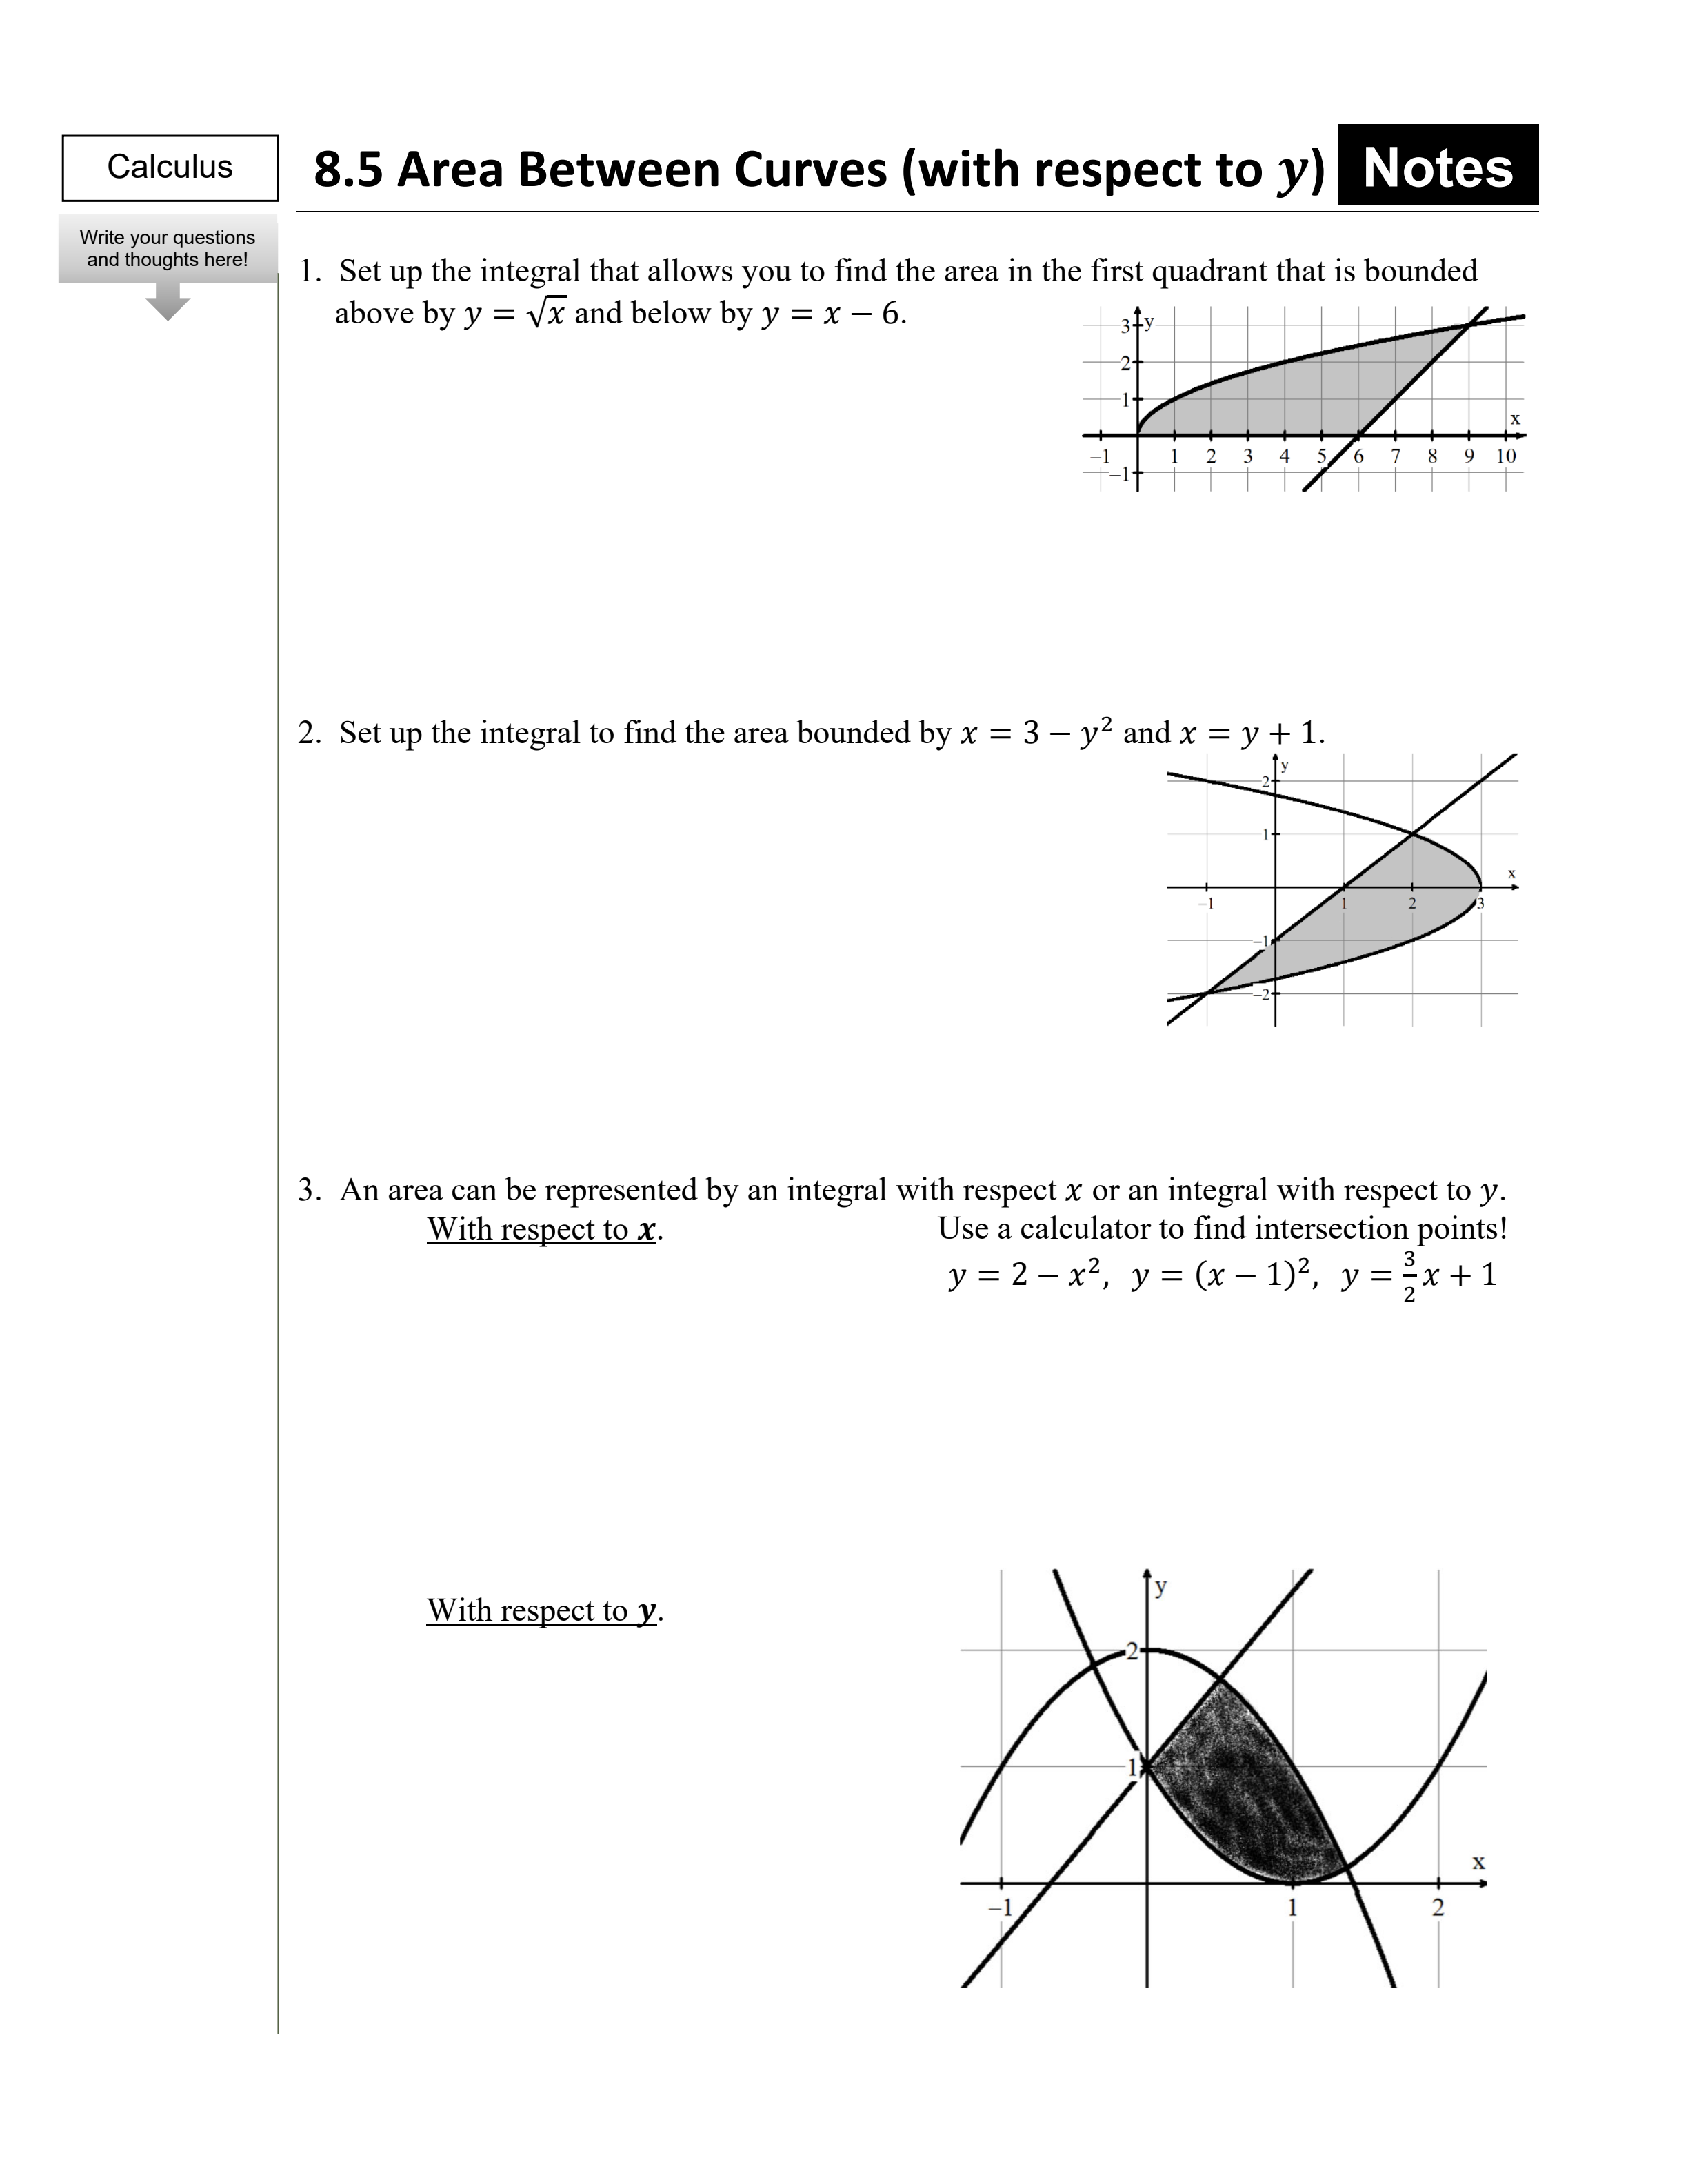 Calculus
8.5 Area Between Curves (with respect to y)
Notes
Write your questions
and thoughts here!
1. Set up the integral that allows you to find the area in the first quadrant that is bounded
above by y = √x and below by y = x − 6.
3 y
2
1
x
−1 1 2 3 4 5 6 7 8 9 10
−1
2. Set up the integral to find the area bounded by x = 3 − y² and x = y + 1.
y
2
1
x
−1 1 2 3
−1
−2
3. An area can be represented by an integral with respect x or an integral with respect to y.
With respect to x. Use a calculator to find intersection points!
y = 2 − x², y = (x − 1)², y = 3/2 x + 1
With respect to y.
y
2
1
x
−1 1 2